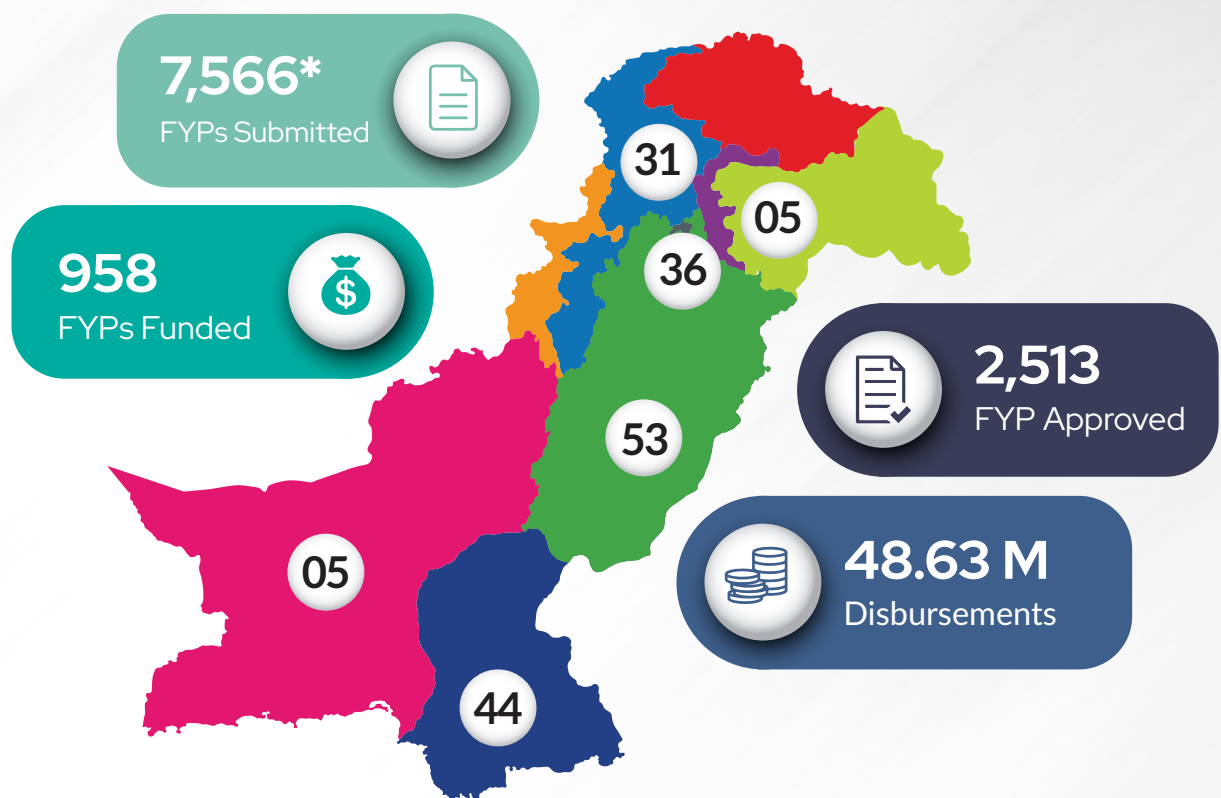 7,566*
FYPs Submitted
31
05
958
FYPs Funded
36
2,513
FYP Approved
53
48.63 M
Disbursements
05
44